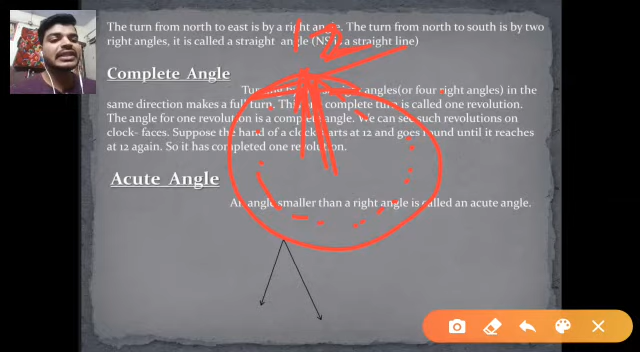 The turn from north to east is by a right angle. The turn from north to south is by two
right angles, it is called a straight angle (NS is a straight line)
Complete Angle
Turning by straight angles(or four right angles) in the
same direction makes a full turn. This one complete turn is called one revolution.
The angle for one revolution is a complete angle. We can see such revolutions on
clock- faces. Suppose the hand of a clock starts at 12 and goes round until it reaches
at 12 again. So it has completed one revolution.
Acute Angle
An angle smaller than a right angle is called an acute angle.
12